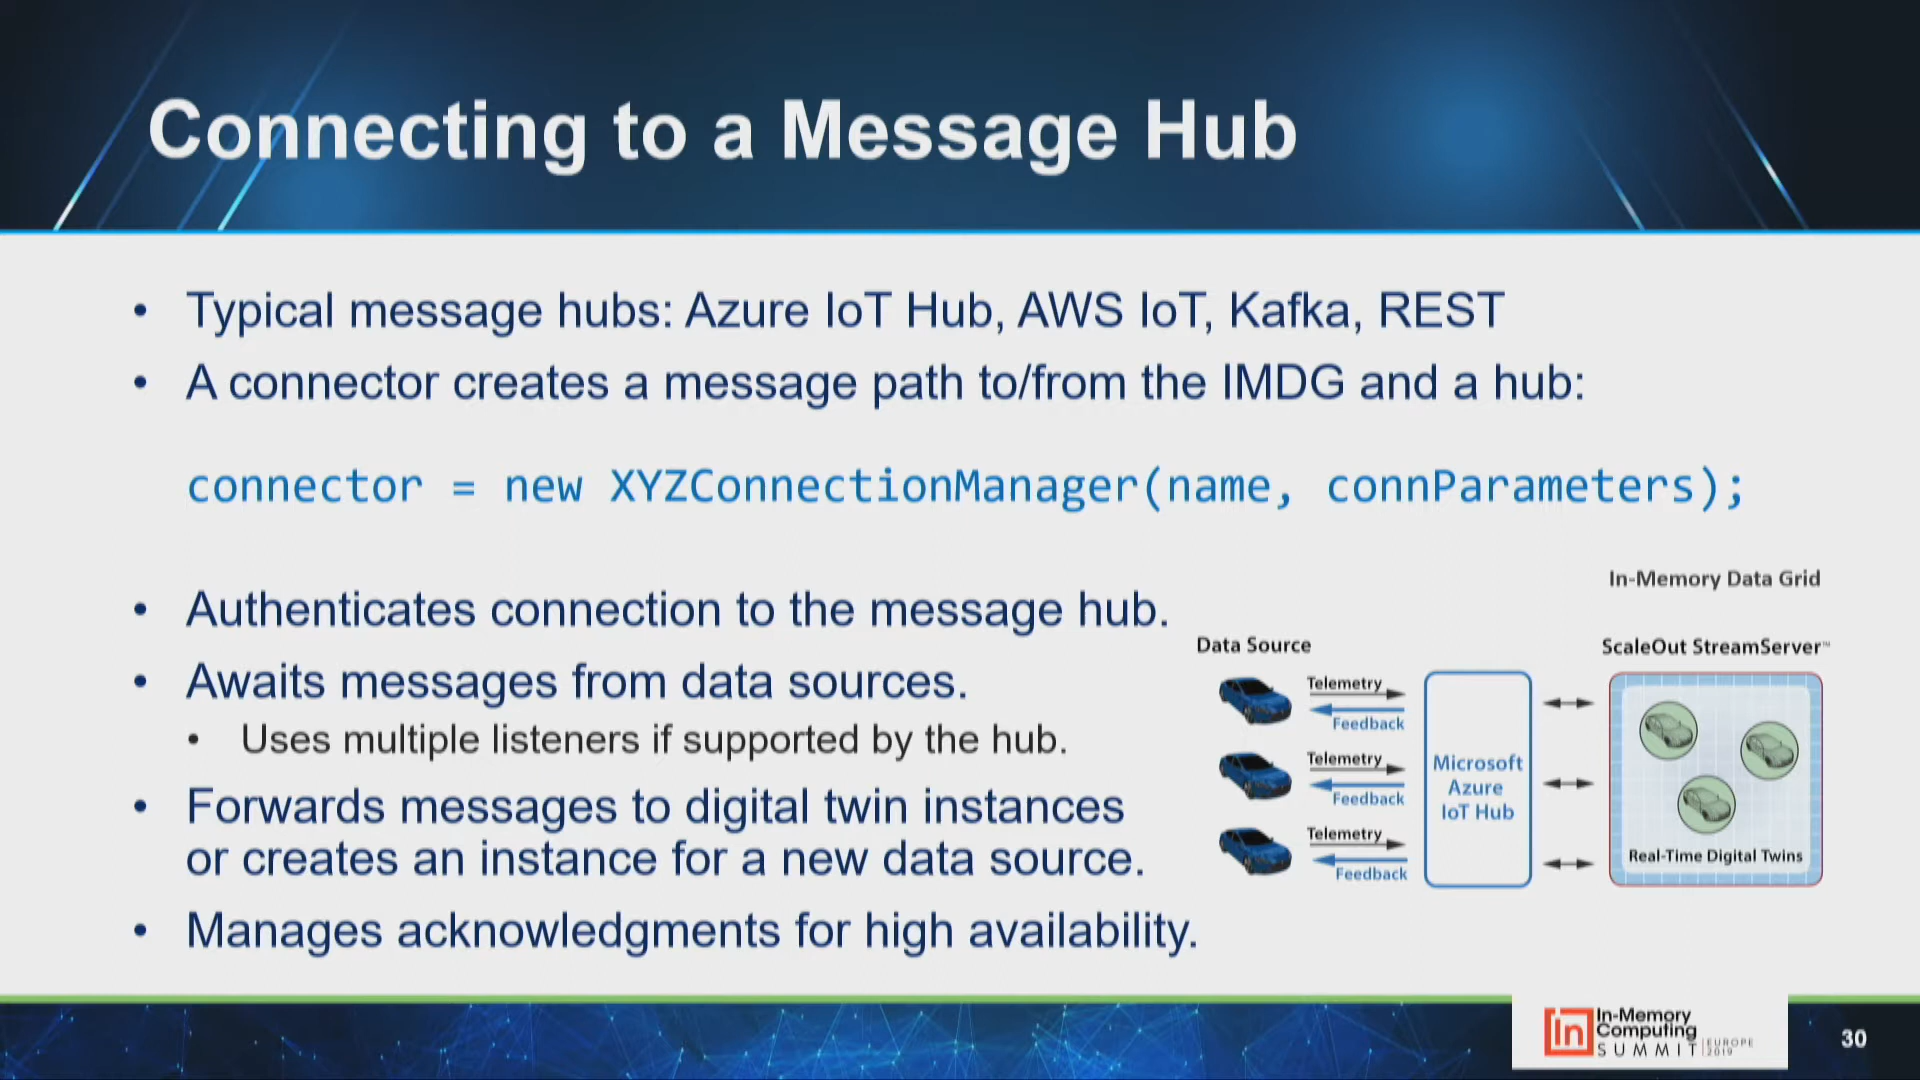 Connecting to a Message Hub
• Typical message hubs: Azure IoT Hub, AWS IoT, Kafka, REST
• A connector creates a message path to/from the IMDG and a hub:
connector = new XYZConnectionManager(name, connParameters);
• Authenticates connection to the message hub.
• Awaits messages from data sources.
• Uses multiple listeners if supported by the hub.
• Forwards messages to digital twin instances
or creates an instance for a new data source.
• Manages acknowledgments for high availability.
In-Memory Data Grid
Data Source
ScaleOut StreamServer™
Telemetry
Feedback
Telemetry
Feedback
Telemetry
Feedback
Microsoft
Azure
IoT Hub
Real-Time Digital Twins
in
In-Memory
Computing
SUMMIT
EUROPE
2019
30